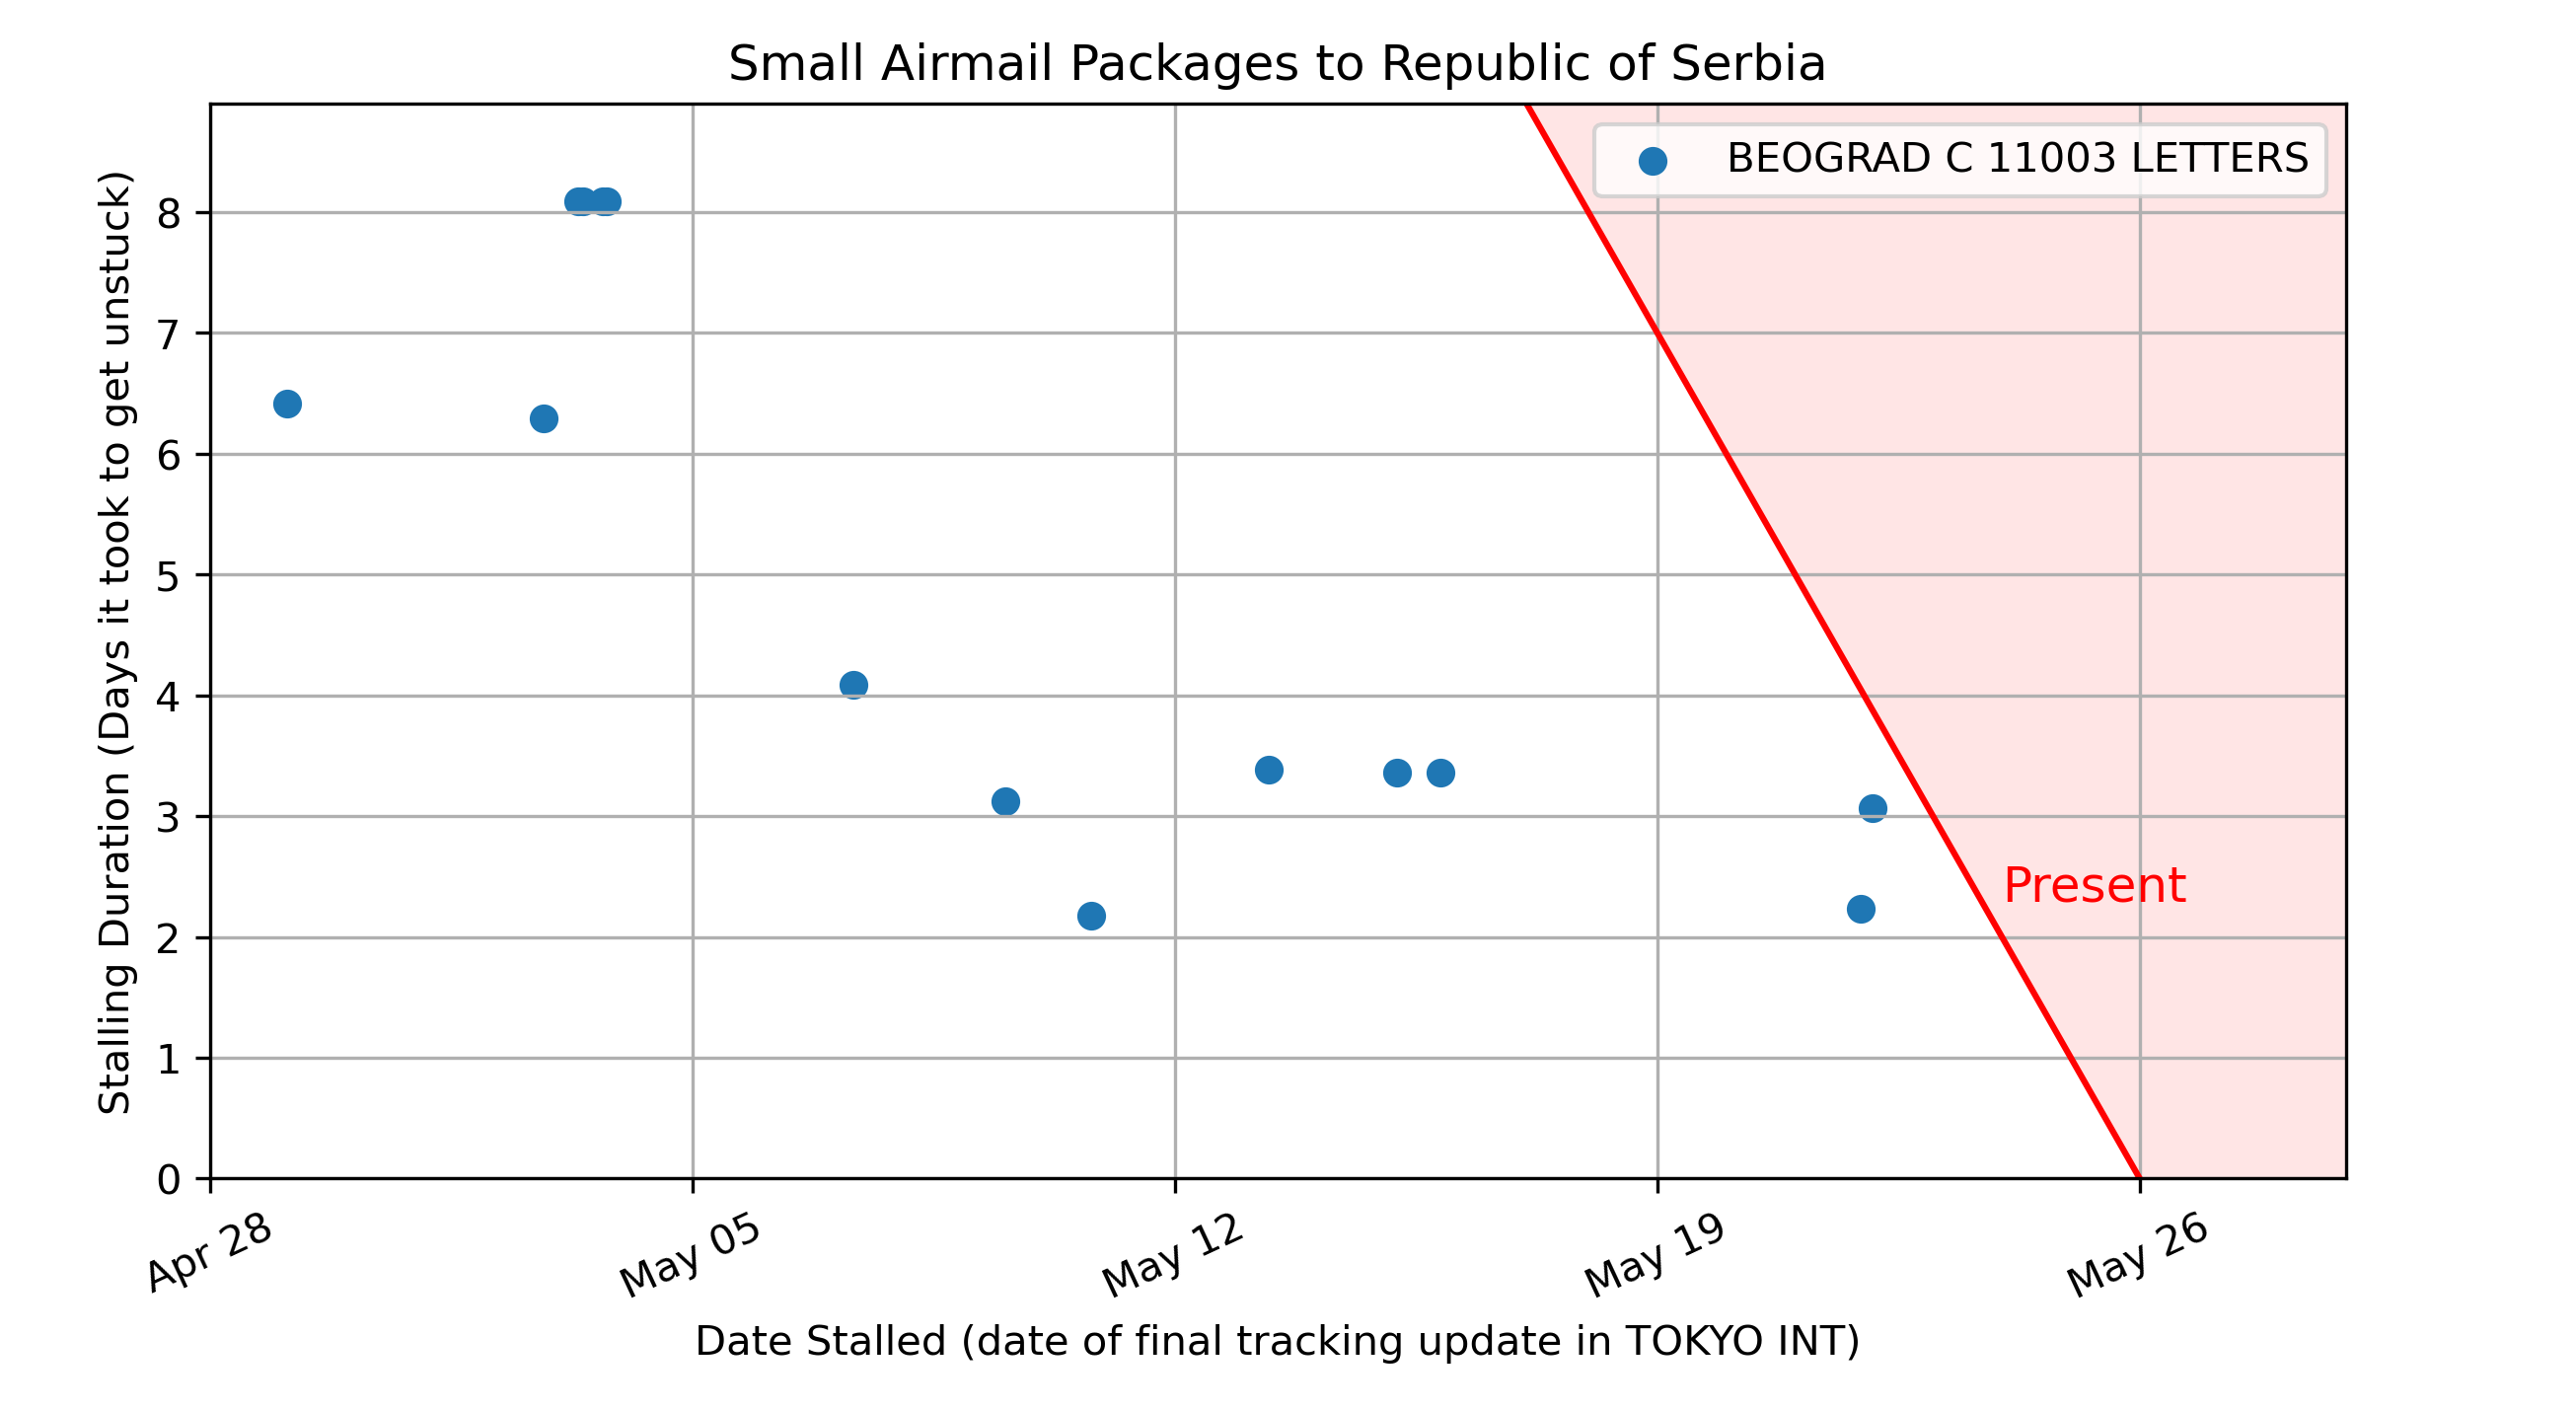 Small Airmail Packages to Republic of Serbia
BEOGRAD C 11003 LETTERS
Stalling Duration (Days it took to get unstuck)
8
7
6
5
4
3
2
1
0
Present
Apr 28
May 05
May 12
May 19
May 26
Date Stalled (date of final tracking update in TOKYO INT)